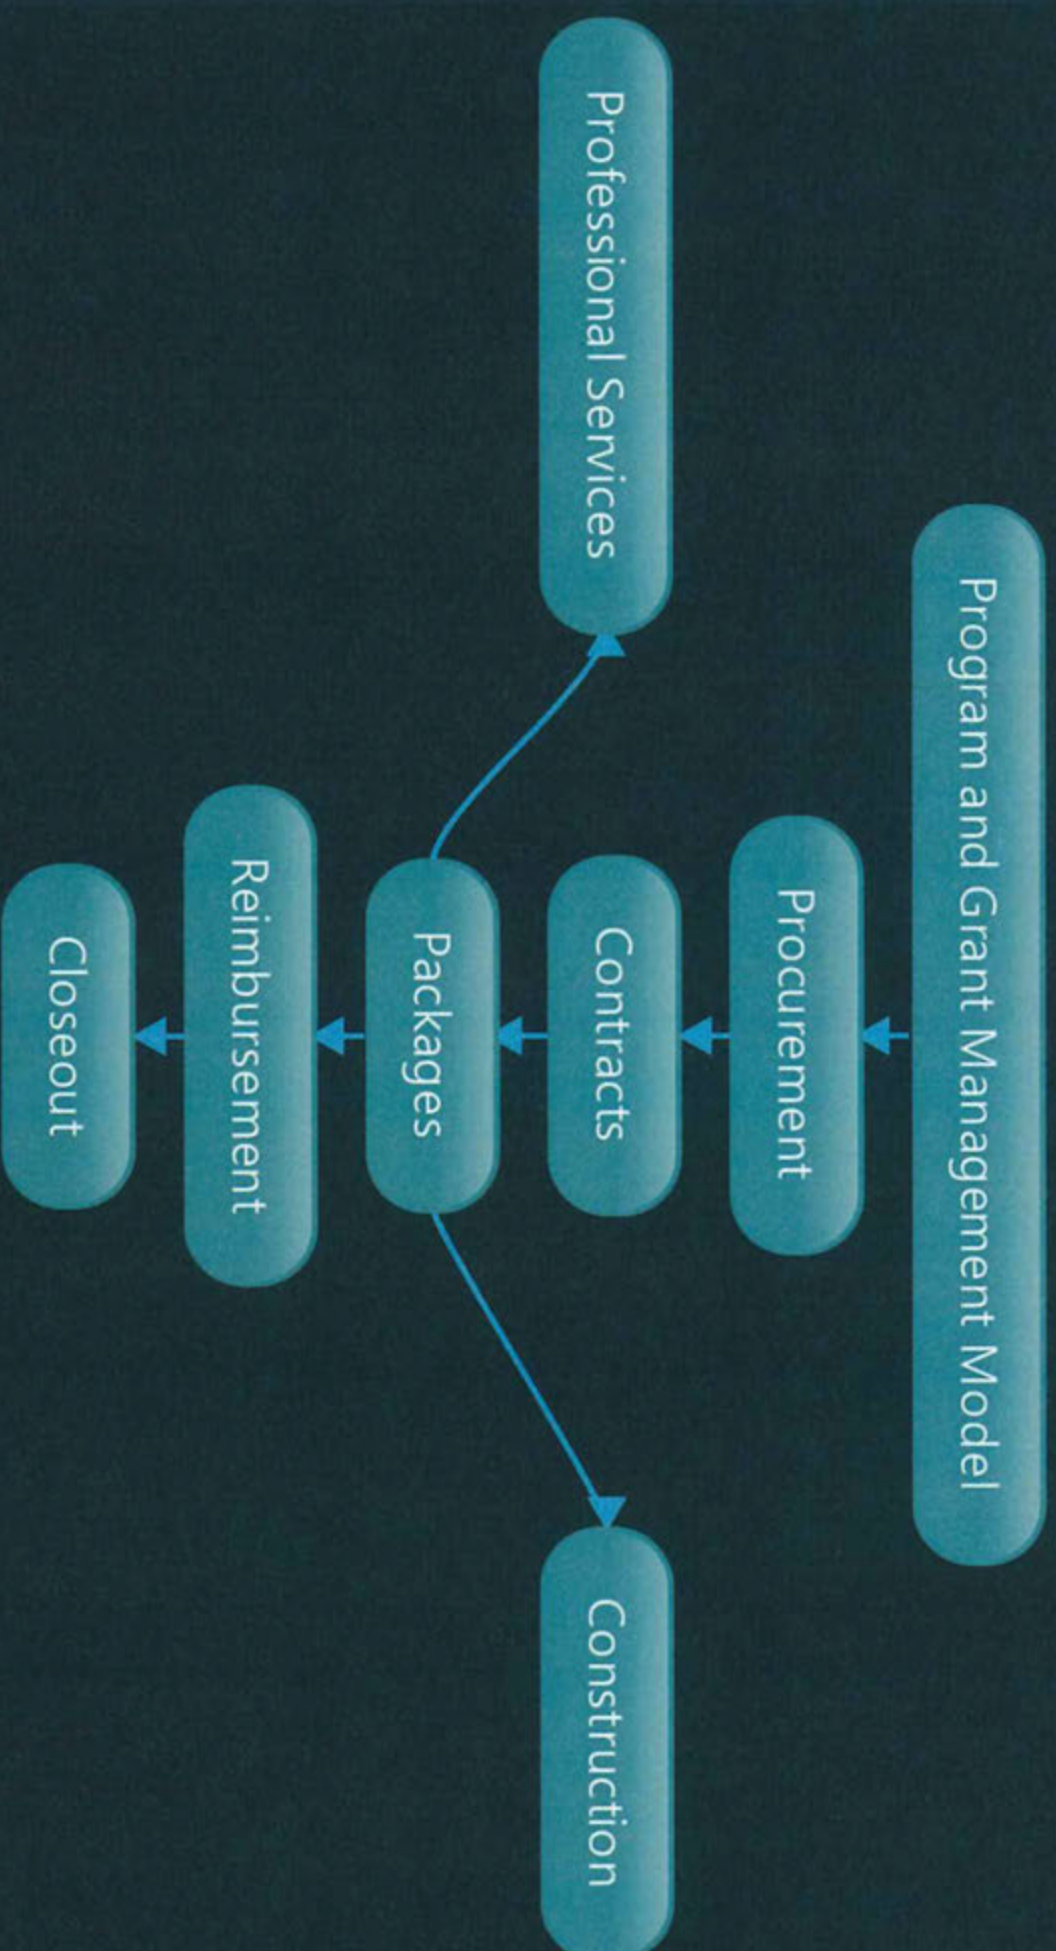 Program and Grant Management Model
Procurement
Professional Services
Contracts
Construction
Packages
Reimbursement
Closeout